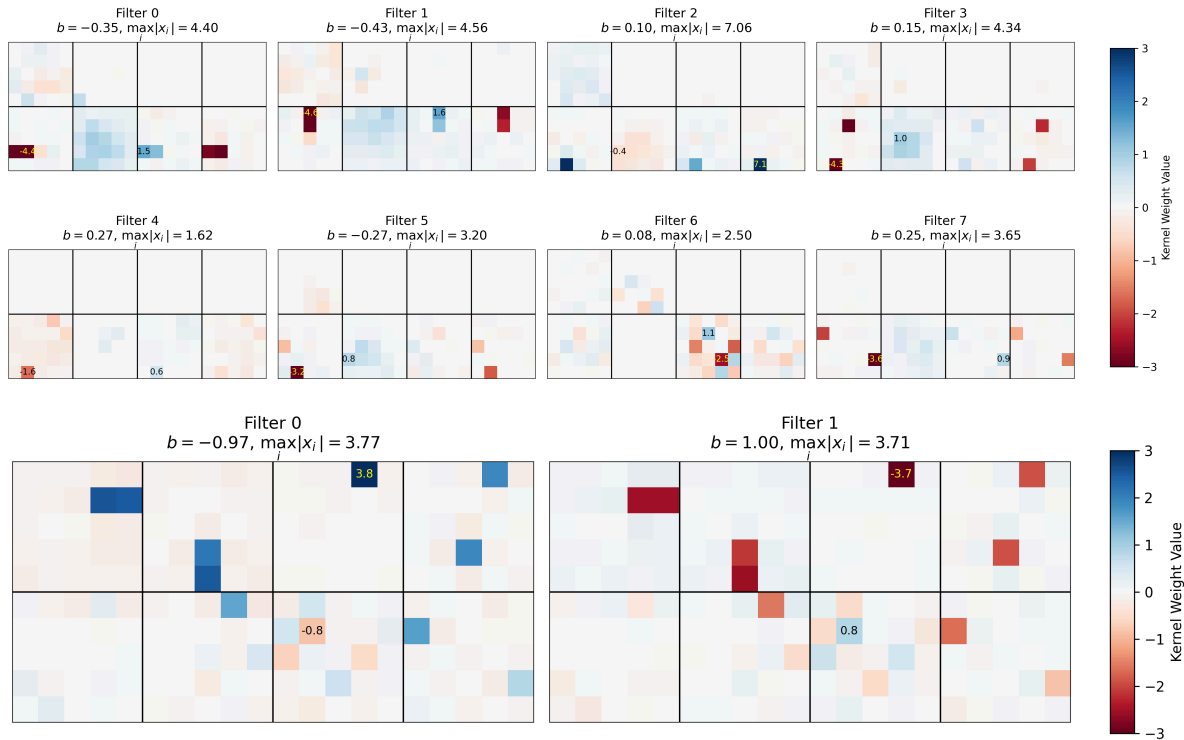 Filter 0
b = −0.35, max|xᵢ| = 4.40
i
Filter 1
b = −0.43, max|xᵢ| = 4.56
i
Filter 2
b = 0.10, max|xᵢ| = 7.06
i
Filter 3
b = 0.15, max|xᵢ| = 4.34
i
-4.4
1.5
-4.6
1.6
-0.4
7.1
-4.3
1.0
3
2
1
0
−1
−2
−3
Kernel Weight Value
Filter 4
b = 0.27, max|xᵢ| = 1.62
i
Filter 5
b = −0.27, max|xᵢ| = 3.20
i
Filter 6
b = 0.08, max|xᵢ| = 2.50
i
Filter 7
b = 0.25, max|xᵢ| = 3.65
i
-1.6
0.6
-3.2
0.8
1.1
-2.5
-3.6
0.9
Filter 0
b = −0.97, max|xᵢ| = 3.77
i
Filter 1
b = 1.00, max|xᵢ| = 3.71
i
3.8
-0.8
-3.7
0.8
3
2
1
0
−1
−2
−3
Kernel Weight Value